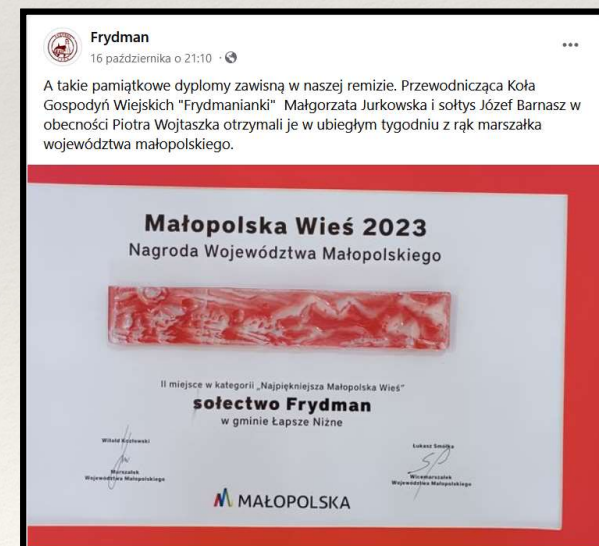 Frydman
16 października o 21:10 ·
A takie pamiątkowe dyplomy zawisną w naszej remizie. Przewodnicząca Koła
Gospodyń Wiejskich "Frydmanianki" Małgorzata Jurkowska i sołtys Józef Barnasz w
obecności Piotra Wojtaszka otrzymali je w ubiegłym tygodniu z rąk marszałka
województwa małopolskiego.
Małopolska Wieś 2023
Nagroda Województwa Małopolskiego
II miejsce w kategorii „Najpiękniejsza Małopolska Wieś"
sołectwo Frydman
w gminie Łapsze Niżne
Witold Kozłowski
Marszałek
Województwa Małopolskiego
Łukasz Smółka
Wicemarszałek
Województwa Małopolskiego
MAŁOPOLSKA